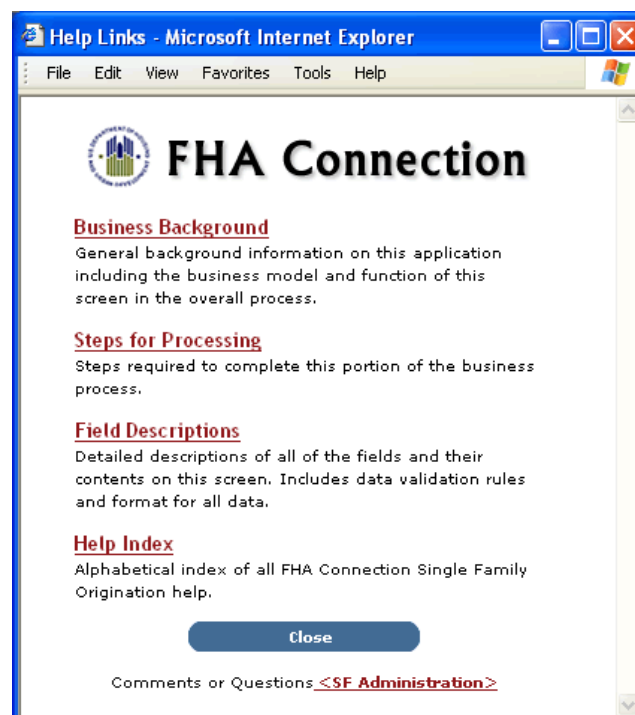 Help Links - Microsoft Internet Explorer
File Edit View Favorites Tools Help
FHA Connection
Business Background
General background information on this application
including the business model and function of this
screen in the overall process.
Steps for Processing
Steps required to complete this portion of the business
process.
Field Descriptions
Detailed descriptions of all of the fields and their
contents on this screen. Includes data validation rules
and format for all data.
Help Index
Alphabetical index of all FHA Connection Single Family
Origination help.
Close
Comments or Questions <SF Administration>